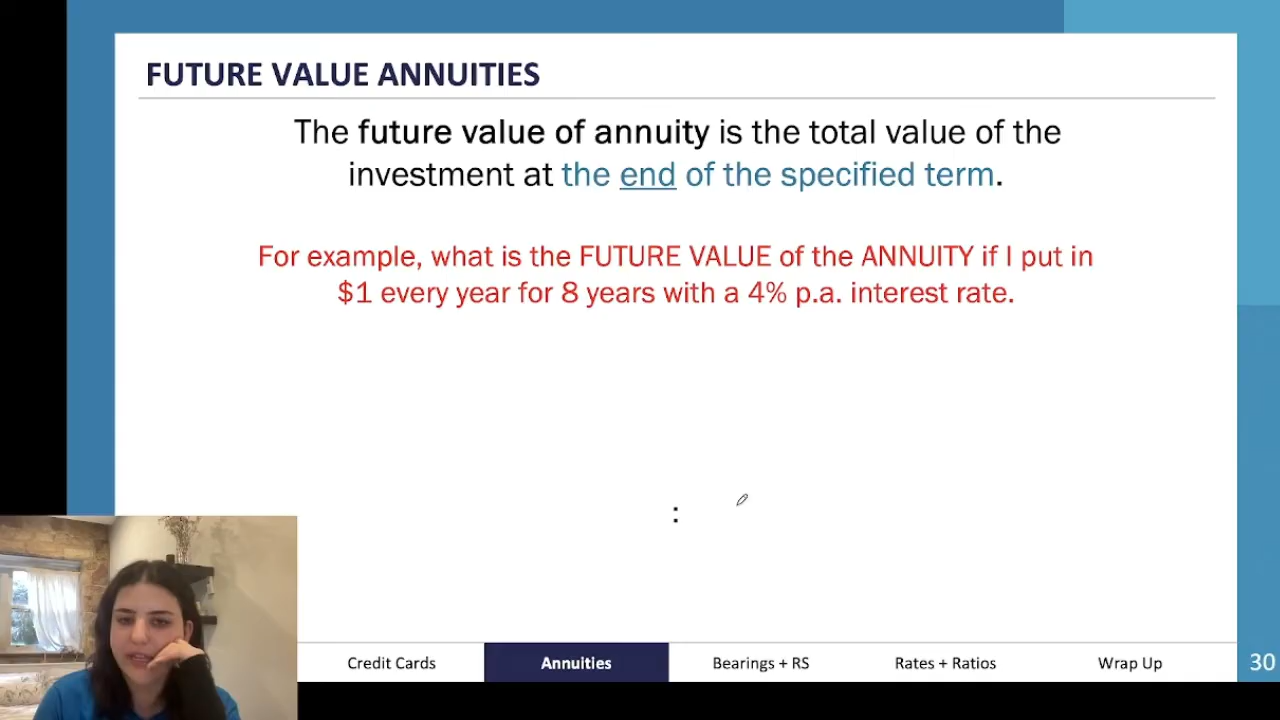 FUTURE VALUE ANNUITIES
The future value of annuity is the total value of the
investment at the end of the specified term.
For example, what is the FUTURE VALUE of the ANNUITY if I put in
$1 every year for 8 years with a 4% p.a. interest rate.
:
Credit Cards
Annuities
Bearings + RS
Rates + Ratios
Wrap Up
30